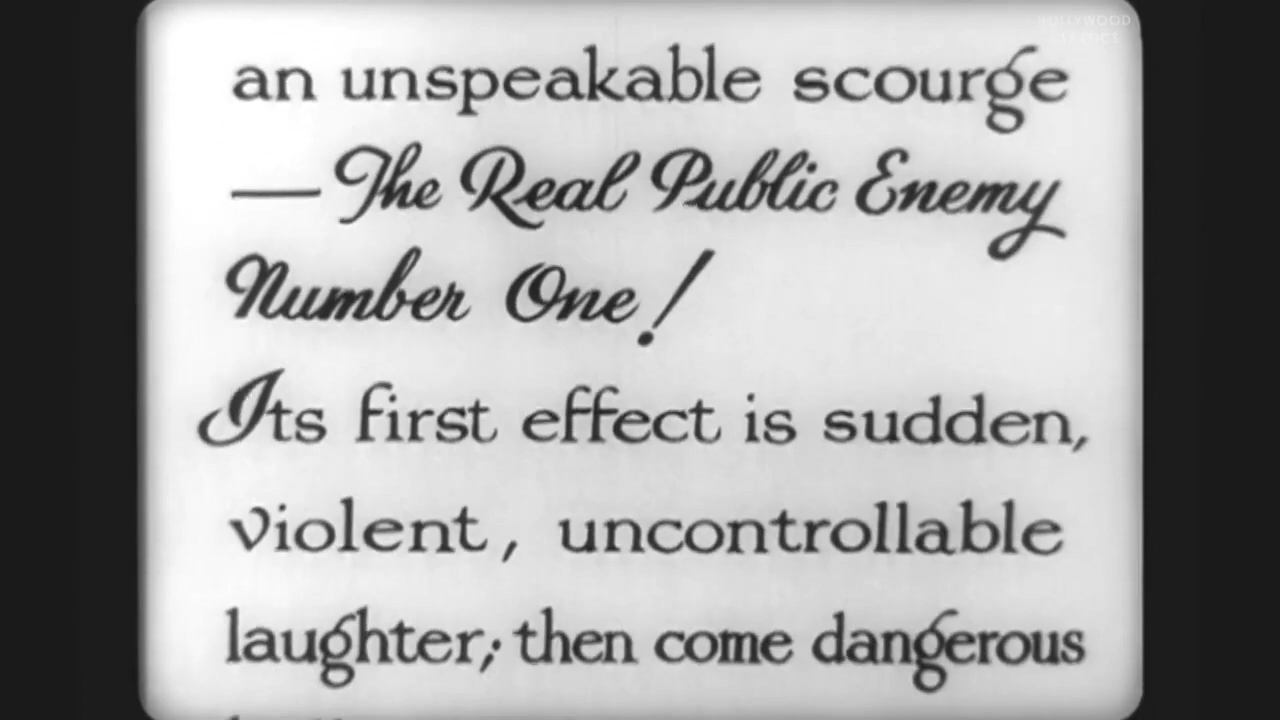 HOLLYWOOD
an unspeakable scourge
— The Real Public Enemy
Number One!
Its first effect is sudden,
violent, uncontrollable
laughter; then come dangerous